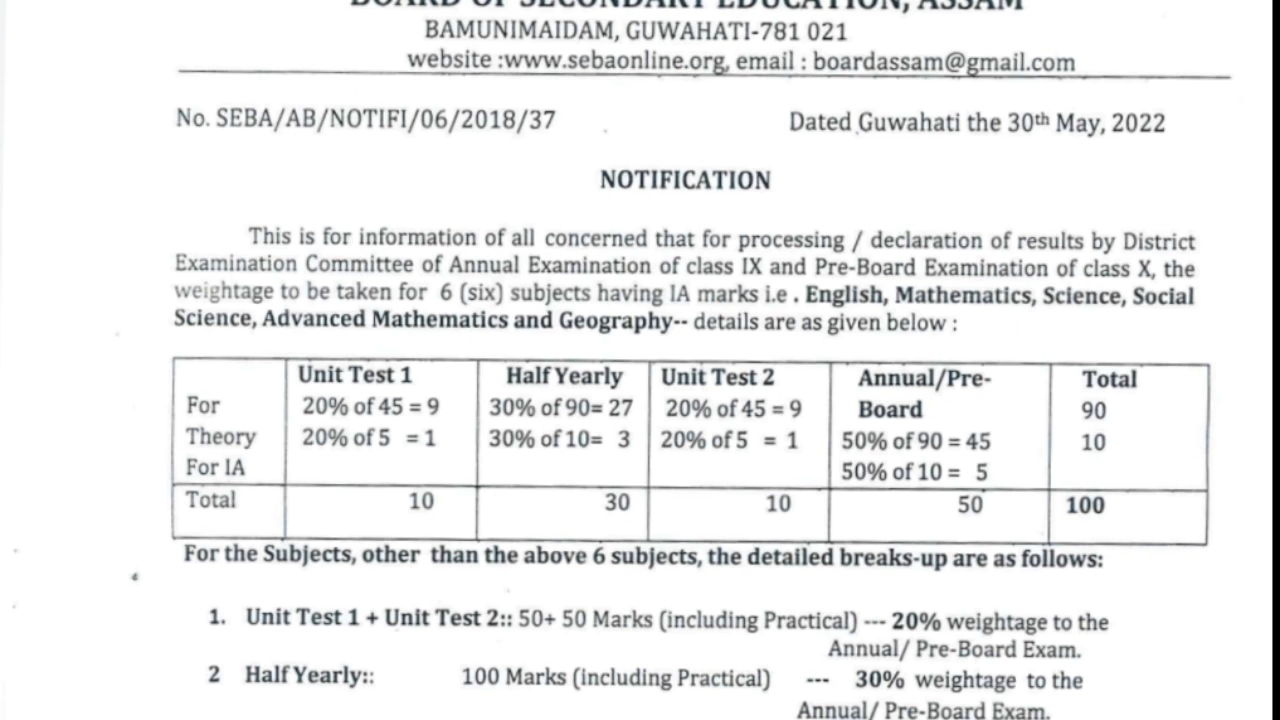 BOARD OF SECONDARY EDUCATION, ASSAM
BAMUNIMAIDAM, GUWAHATI-781 021
website :www.sebaonline.org, email : boardassam@gmail.com
No. SEBA/AB/NOTIFI/06/2018/37 Dated Guwahati the 30th May, 2022
NOTIFICATION
This is for information of all concerned that for processing / declaration of results by District
Examination Committee of Annual Examination of class IX and Pre-Board Examination of class X, the
weightage to be taken for 6 (six) subjects having IA marks i.e . English, Mathematics, Science, Social
Science, Advanced Mathematics and Geography-- details are as given below :
Unit Test 1 Half Yearly Unit Test 2 Annual/Pre- Total
For 20% of 45 = 9 30% of 90= 27 20% of 45 = 9 Board 90
Theory 20% of 5 = 1 30% of 10= 3 20% of 5 = 1 50% of 90 = 45 10
For IA 50% of 10 = 5
Total 10 30 10 50 100
For the Subjects, other than the above 6 subjects, the detailed breaks-up are as follows:
1. Unit Test 1 + Unit Test 2:: 50+ 50 Marks (including Practical) --- 20% weightage to the
Annual/ Pre-Board Exam.
2 Half Yearly:: 100 Marks (including Practical) --- 30% weightage to the
Annual/ Pre-Board Exam.